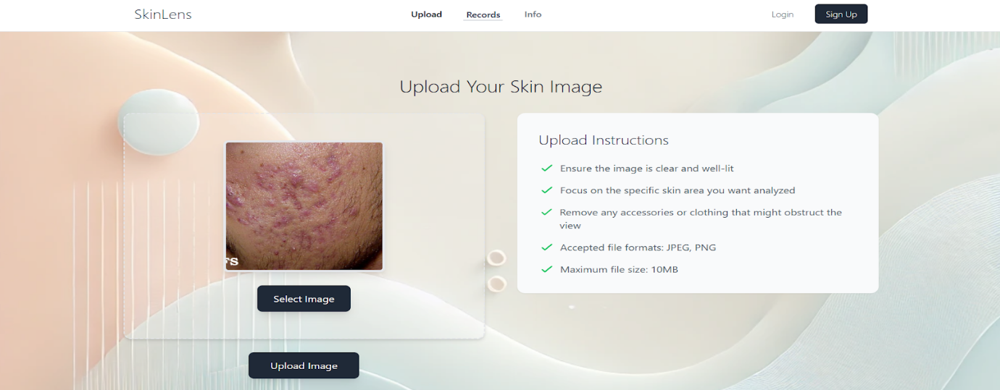 SkinLens
Upload
Records
Info
Login
Sign Up
Upload Your Skin Image
Select Image
Upload Image
Upload Instructions
Ensure the image is clear and well-lit
Focus on the specific skin area you want analyzed
Remove any accessories or clothing that might obstruct the
view
Accepted file formats: JPEG, PNG
Maximum file size: 10MB